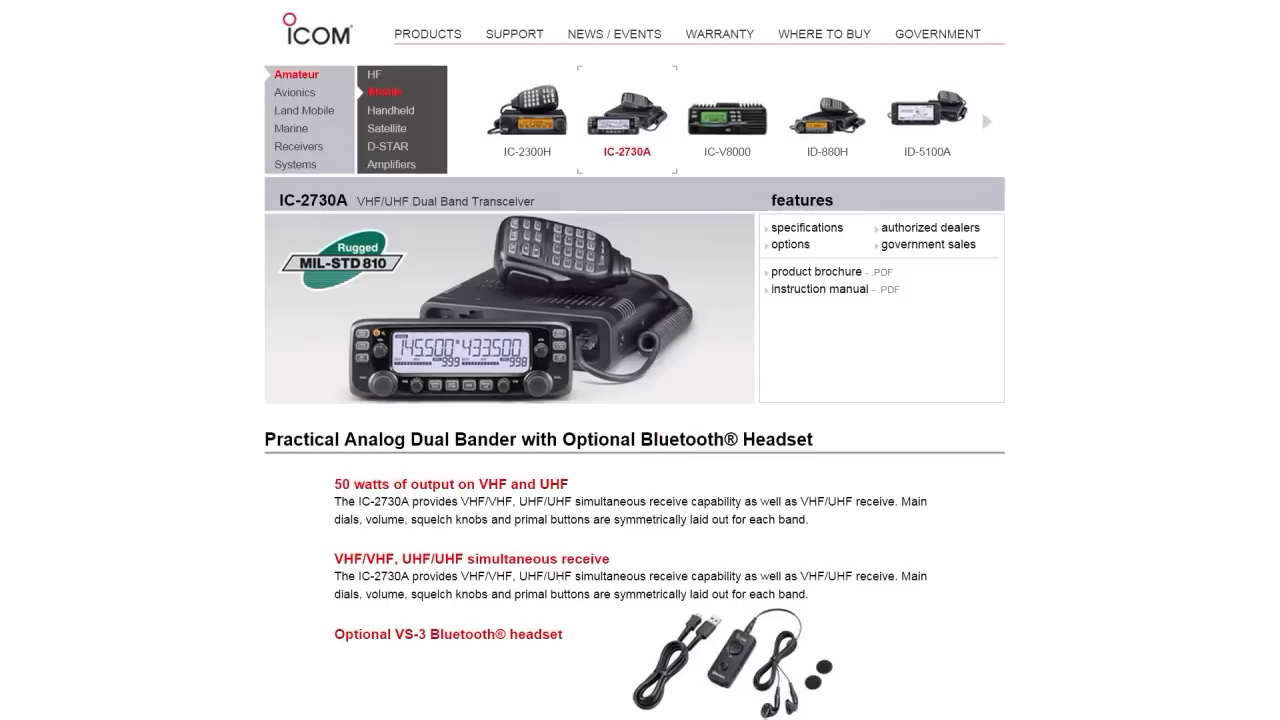 iCOM
PRODUCTS SUPPORT NEWS / EVENTS WARRANTY WHERE TO BUY GOVERNMENT
Amateur
Avionics
Land Mobile
Marine
Receivers
Systems
HF
Mobile
Handheld
Satellite
D-STAR
Amplifiers
IC-2300H IC-2730A IC-V8000 ID-880H ID-5100A
IC-2730A VHF/UHF Dual Band Transceiver
features
Rugged
MIL-STD 810
145.500 433.500
999 998
specifications authorized dealers
options government sales
product brochure - .PDF
instruction manual - .PDF
Practical Analog Dual Bander with Optional Bluetooth® Headset
50 watts of output on VHF and UHF
The IC-2730A provides VHF/VHF, UHF/UHF simultaneous receive capability as well as VHF/UHF receive. Main
dials, volume, squelch knobs and primal buttons are symmetrically laid out for each band.
VHF/VHF, UHF/UHF simultaneous receive
The IC-2730A provides VHF/VHF, UHF/UHF simultaneous receive capability as well as VHF/UHF receive. Main
dials, volume, squelch knobs and primal buttons are symmetrically laid out for each band.
Optional VS-3 Bluetooth® headset